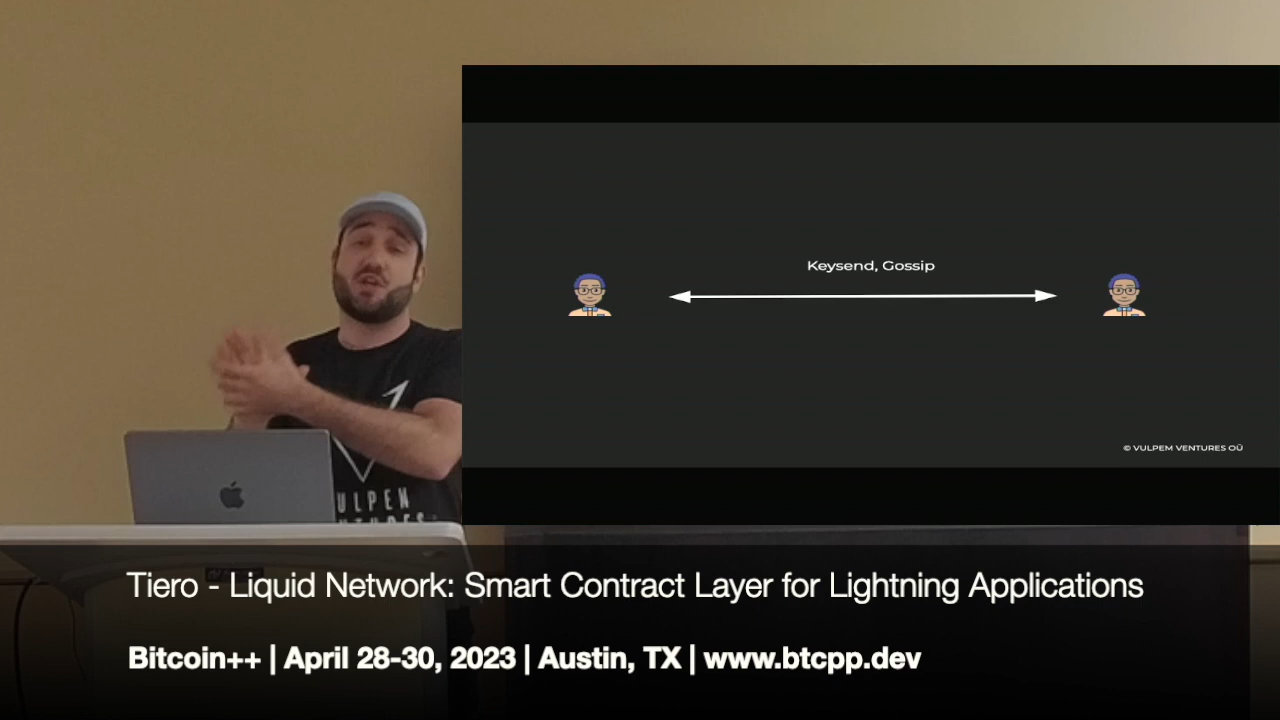 Keysend, Gossip
© VULPEM VENTURES OÜ
ULPEM
Tiero - Liquid Network: Smart Contract Layer for Lightning Applications
Bitcoin++ | April 28-30, 2023 | Austin, TX | www.btcpp.dev